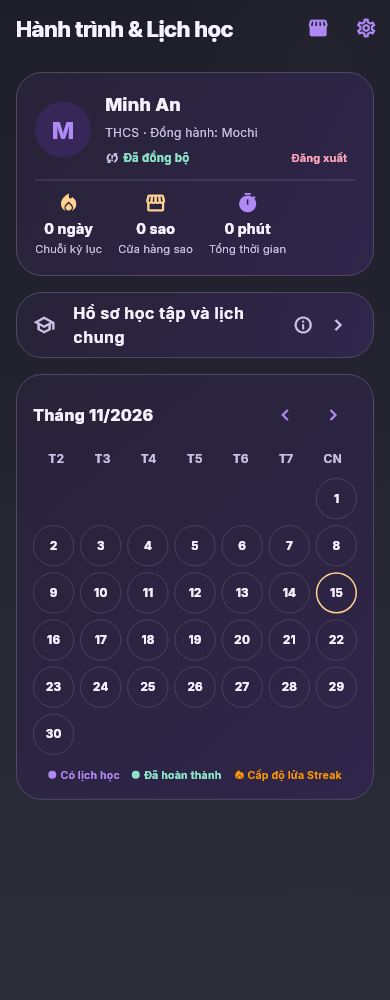 Hành trình & Lịch học
M
Minh An
THCS · Đồng hành: Mochi
Đã đồng bộ
Đăng xuất
0 ngày
0 sao
0 phút
Chuỗi kỷ lục
Cửa hàng sao
Tổng thời gian
Hồ sơ học tập và lịch
chung
Tháng 11/2026
T2 T3 T4 T5 T6 T7 CN
1
2 3 4 5 6 7 8
9 10 11 12 13 14 15
16 17 18 19 20 21 22
23 24 25 26 27 28 29
30
Có lịch học
Đã hoàn thành
Cấp độ lửa Streak